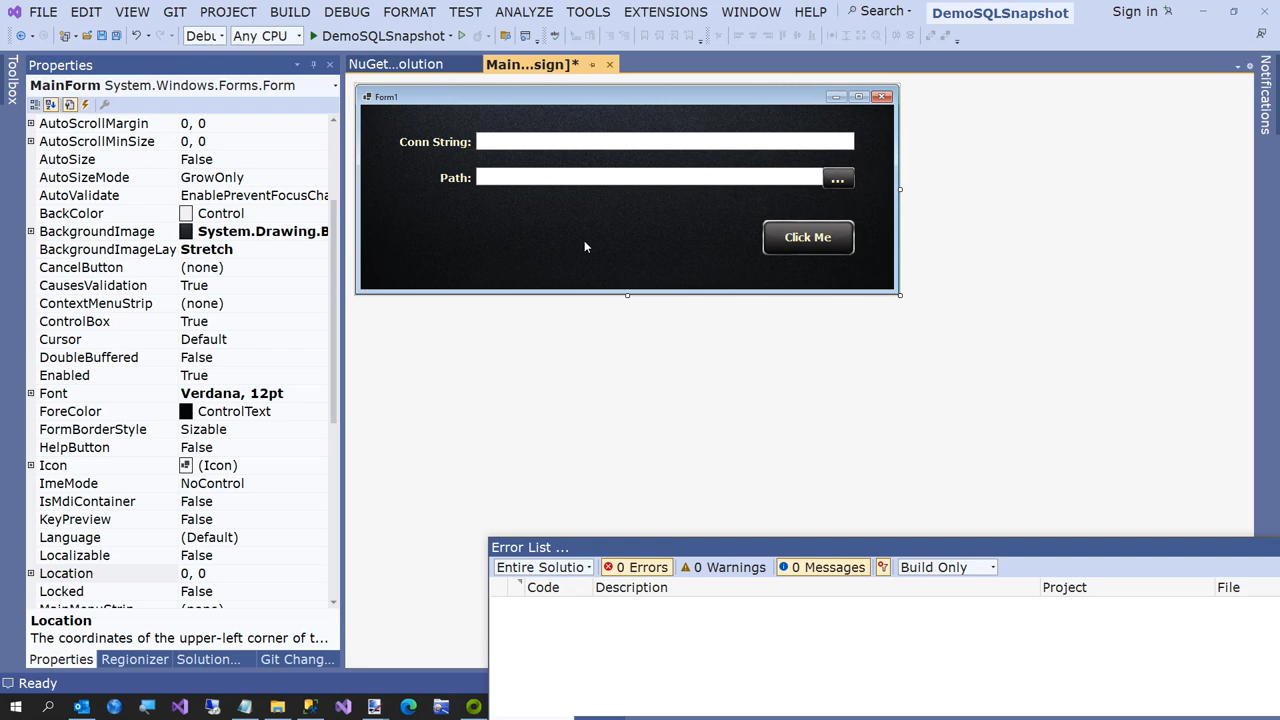 FILE EDIT VIEW GIT PROJECT BUILD DEBUG FORMAT TEST ANALYZE TOOLS EXTENSIONS WINDOW HELP Search DemoSQLSnapshot Sign in
Debu Any CPU DemoSQLSnapshot
Toolbox
Properties
NuGet...olution
Main...sign]*
Notifications
MainForm System.Windows.Forms.Form
AutoScrollMargin 0, 0
AutoScrollMinSize 0, 0
AutoSize False
AutoSizeMode GrowOnly
AutoValidate EnablePreventFocusCha
BackColor Control
BackgroundImage System.Drawing.B
BackgroundImageLay Stretch
CancelButton (none)
CausesValidation True
ContextMenuStrip (none)
ControlBox True
Cursor Default
DoubleBuffered False
Enabled True
Font Verdana, 12pt
ForeColor ControlText
FormBorderStyle Sizable
HelpButton False
Icon (Icon)
ImeMode NoControl
IsMdiContainer False
KeyPreview False
Language (Default)
Localizable False
Location 0, 0
Locked False
Location
The coordinates of the upper-left corner of t...
Properties Regionizer Solution... Git Chang...
Form1
Conn String:
Path:
...
Click Me
Error List ...
Entire Solutio 0 Errors 0 Warnings 0 Messages Build Only
Code Description Project File
Ready